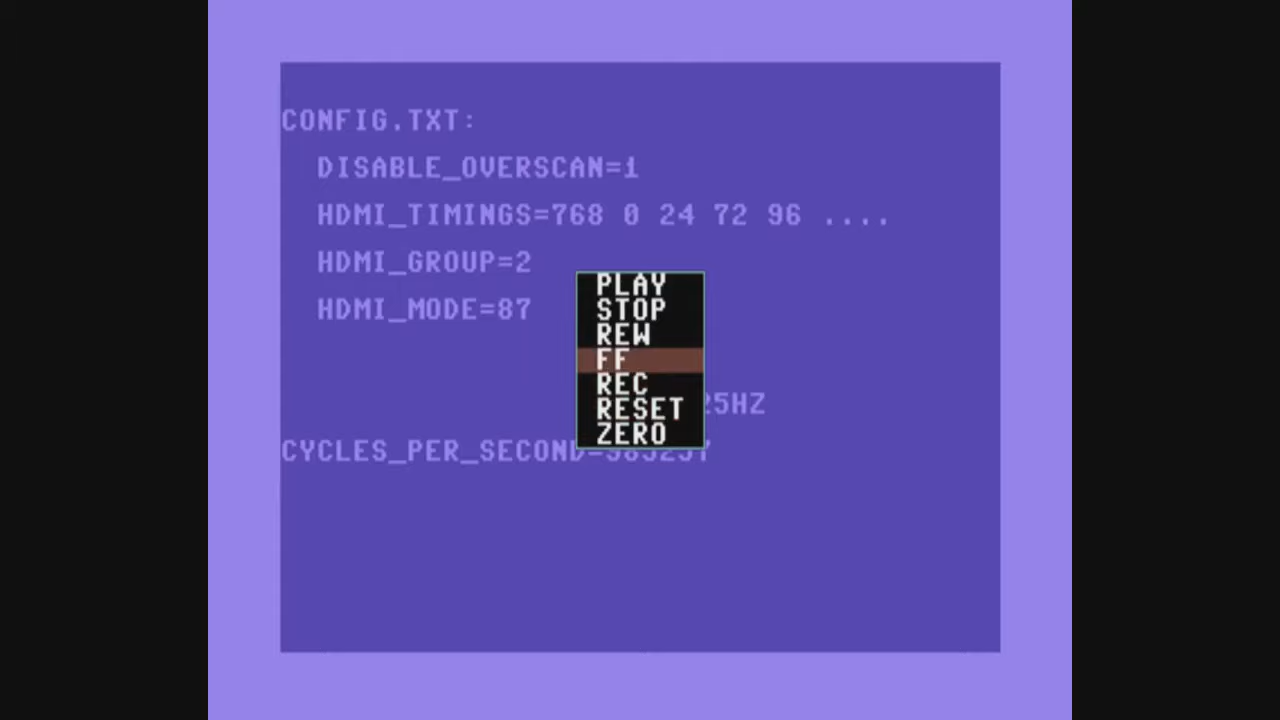 CONFIG.TXT:
DISABLE_OVERSCAN=1
HDMI_TIMINGS=768 0 24 72 96 ....
HDMI_GROUP=2
HDMI_MODE=87
PLAY
STOP
REW
FF
REC
RESET
ZERO
25HZ
CYCLES_PER_SECOND=